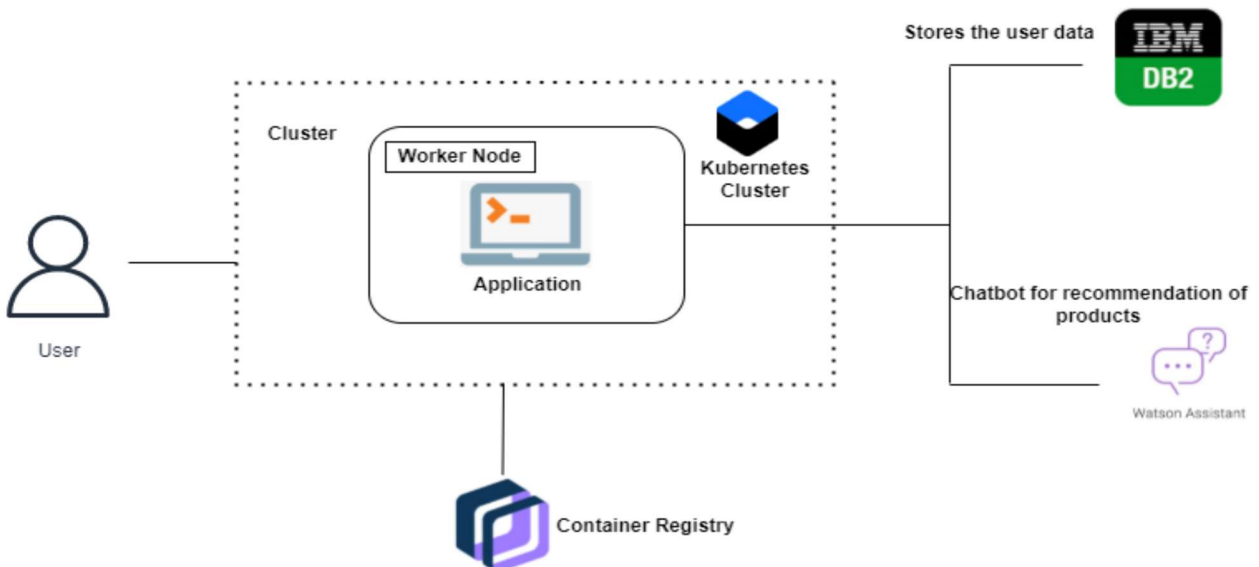 Stores the user data
IBM
DB2
Cluster
Worker Node
Kubernetes
Cluster
Application
User
Chatbot for recommendation of
products
Watson Assistant
Container Registry